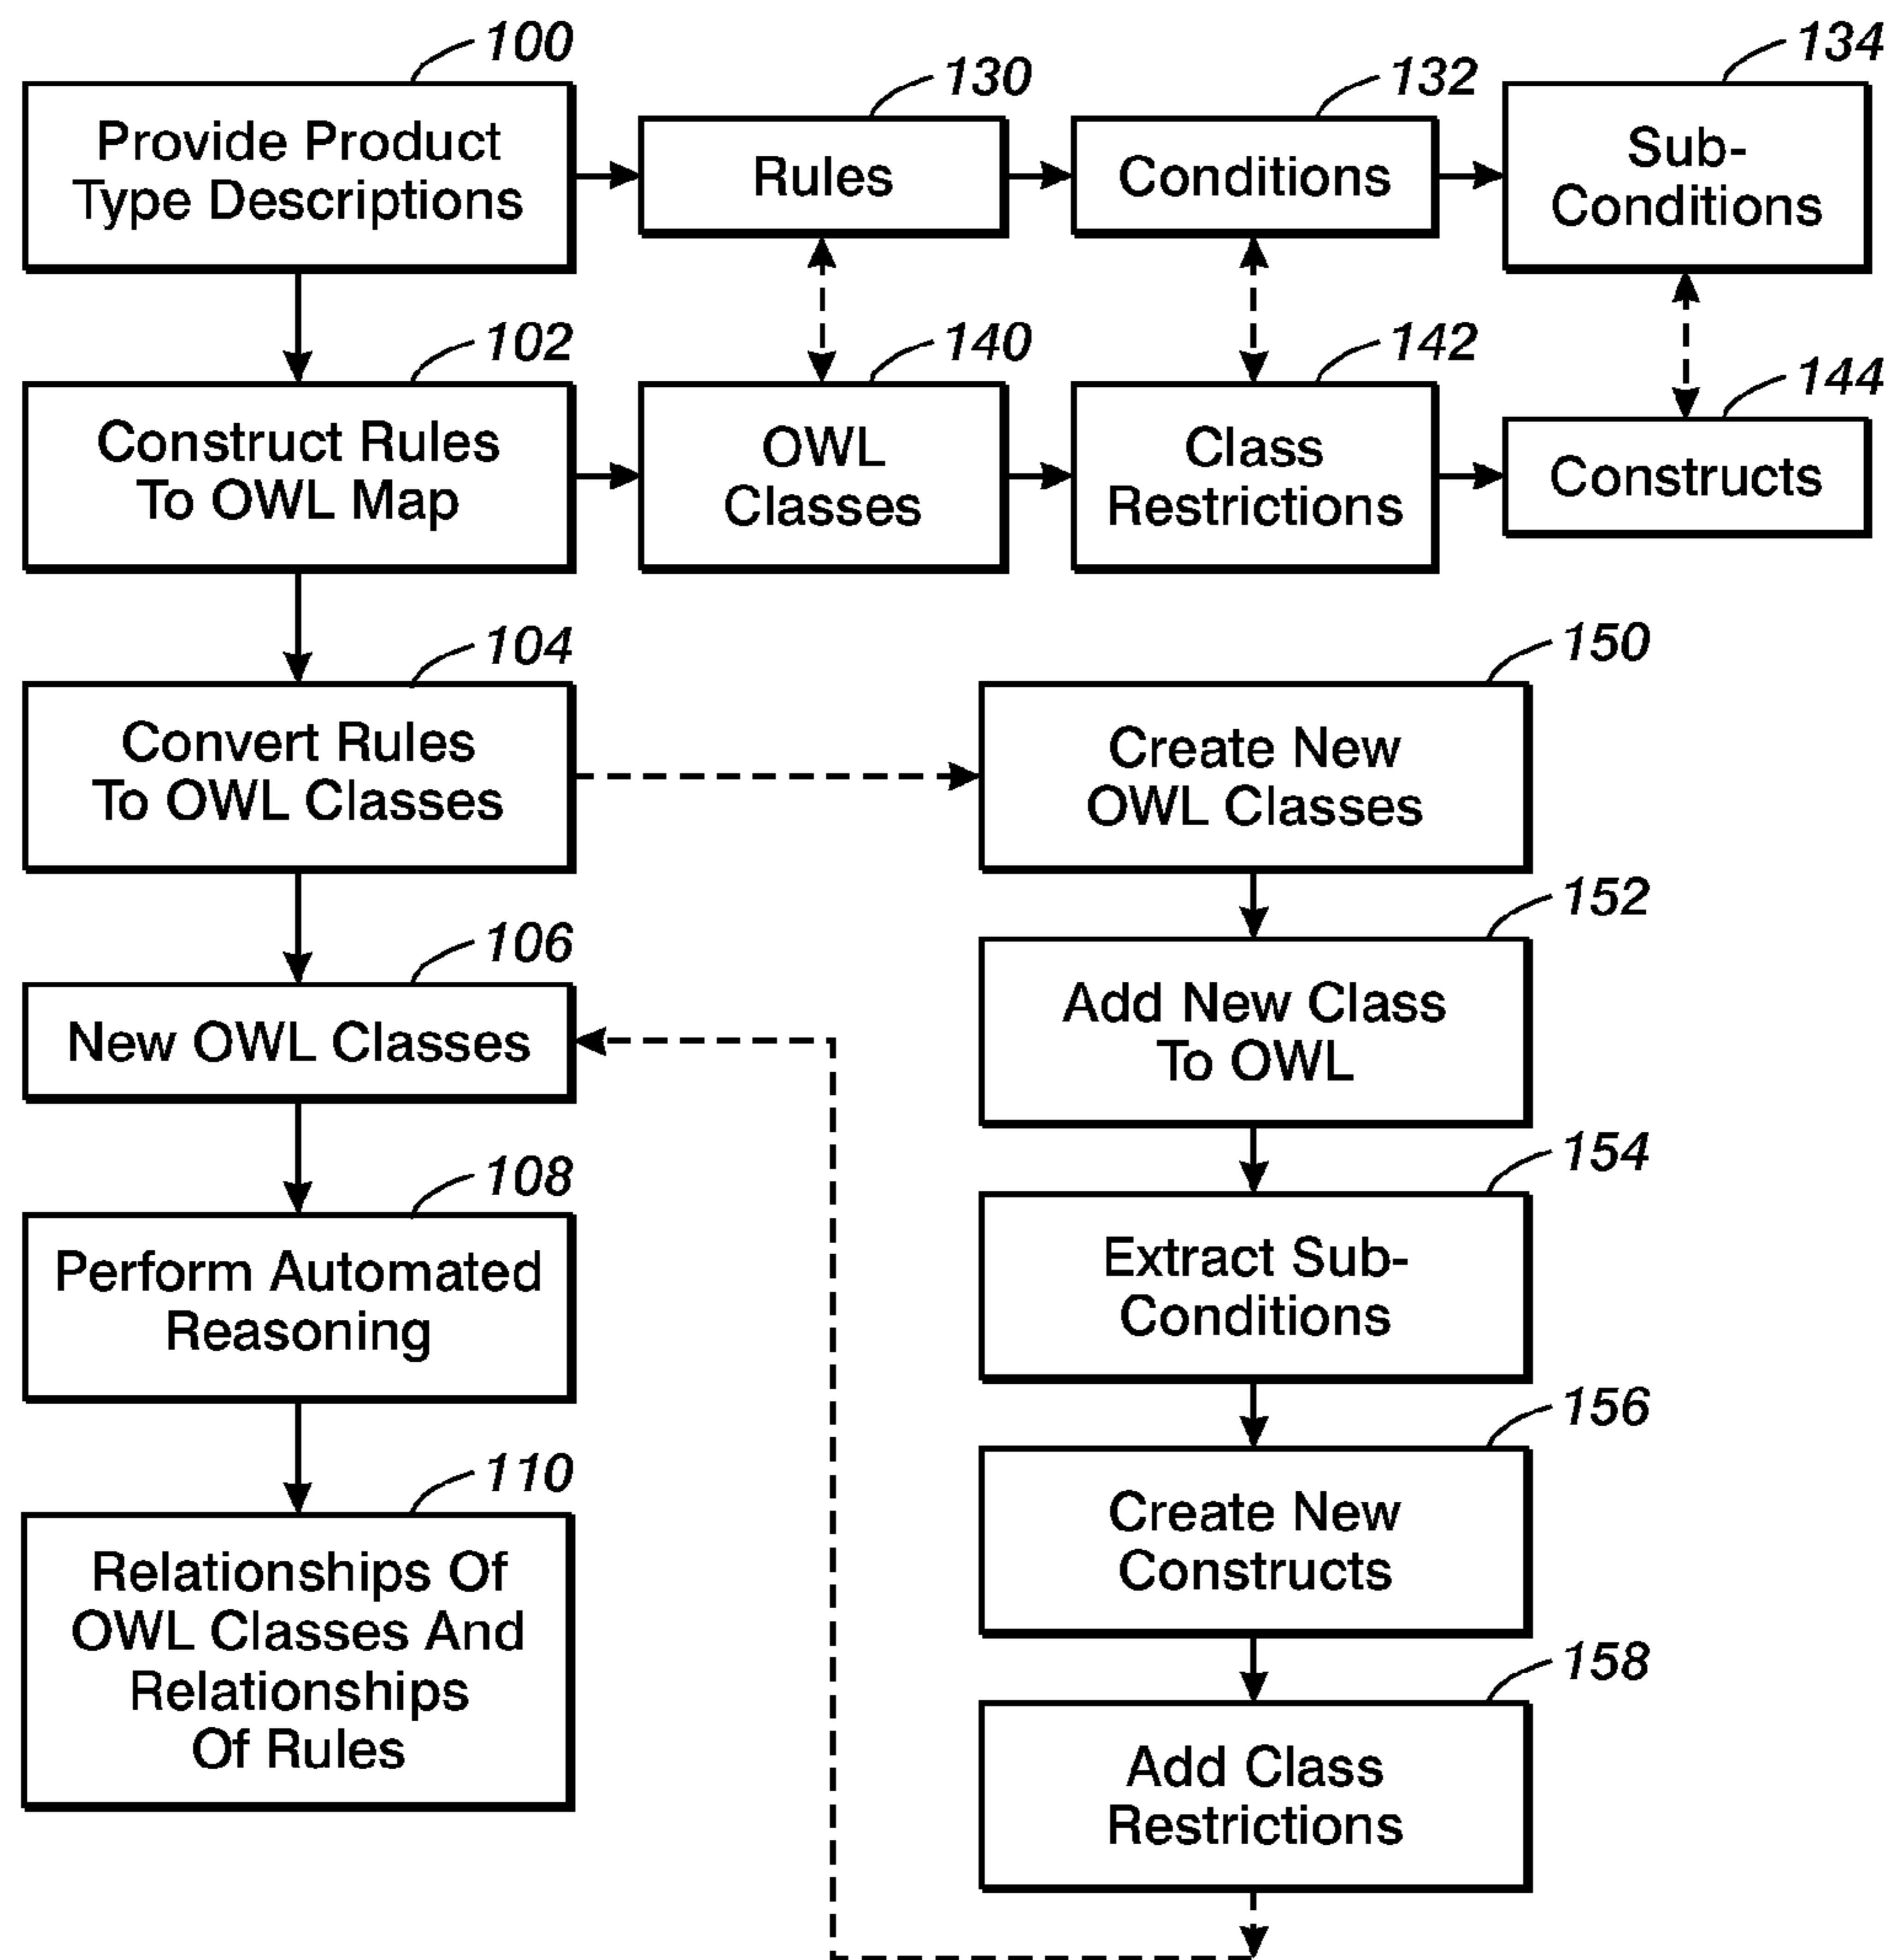 100
Provide Product
Type Descriptions
130
Rules
132
Conditions
134
Sub-
Conditions
102
Construct Rules
To OWL Map
140
OWL
Classes
142
Class
Restrictions
144
Constructs
104
Convert Rules
To OWL Classes
150
Create New
OWL Classes
106
New OWL Classes
152
Add New Class
To OWL
108
Perform Automated
Reasoning
154
Extract Sub-
Conditions
110
Relationships Of
OWL Classes And
Relationships
Of Rules
156
Create New
Constructs
158
Add Class
Restrictions